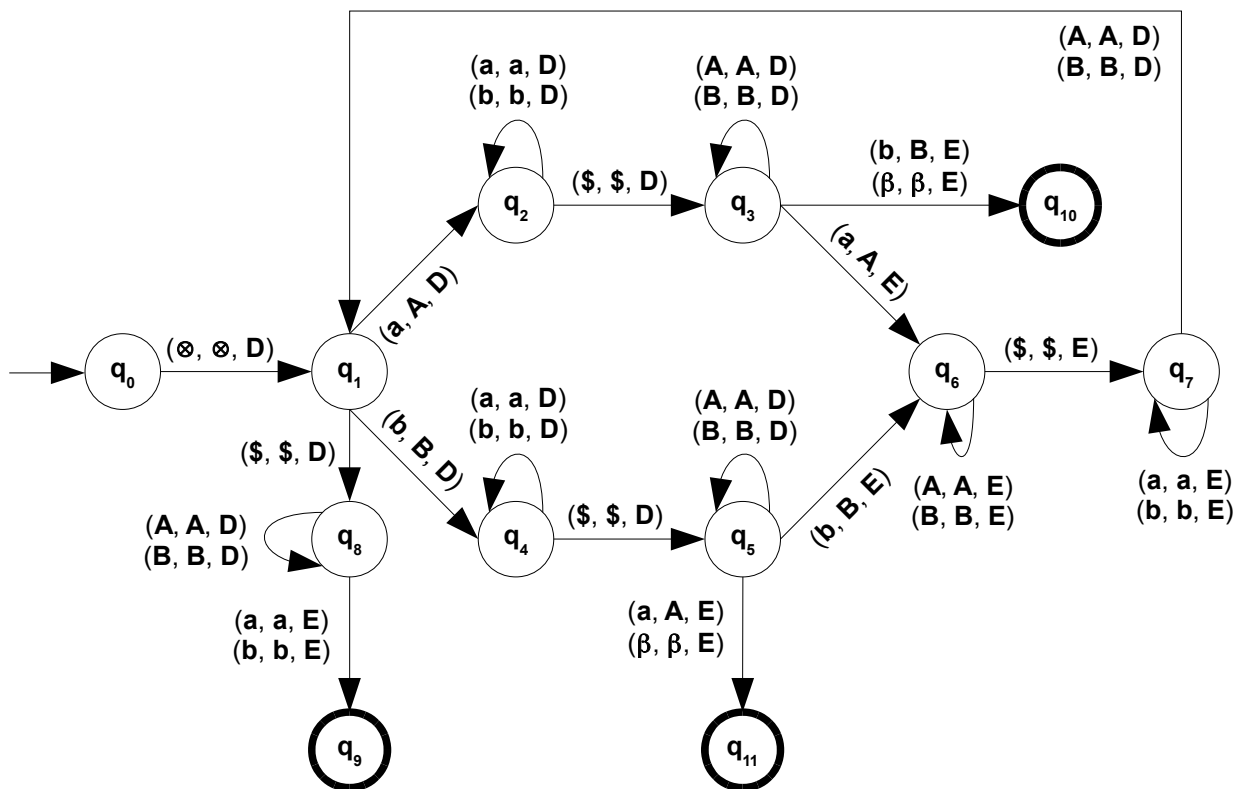 (A, A, D)
(B, B, D)
(a, a, D)
(b, b, D)
(A, A, D)
(B, B, D)
(b, B, E)
(β, β, E)
q2
($, $, D)
q3
q10
(a, A, D)
(a, A, E)
q0
(⊗, ⊗, D)
q1
q6
($, $, E)
q7
($, $, D)
(b, B, D)
(a, a, D)
(b, b, D)
(A, A, D)
(B, B, D)
(b, B, E)
(A, A, E)
(B, B, E)
(a, a, E)
(b, b, E)
(A, A, D)
(B, B, D)
q8
q4
($, $, D)
q5
(a, a, E)
(b, b, E)
(a, A, E)
(β, β, E)
q9
q11